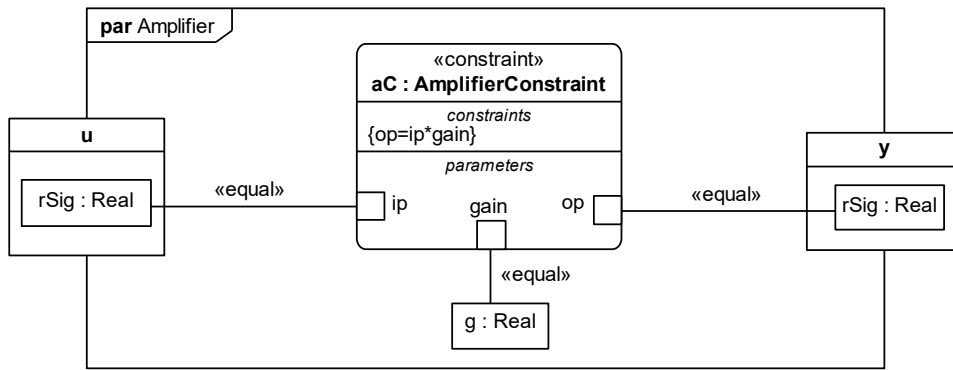 par Amplifier
«constraint»
aC : AmplifierConstraint
constraints
{op=ip*gain}
parameters
u
rSig : Real
«equal»
ip
gain
op
«equal»
y
rSig : Real
«equal»
g : Real